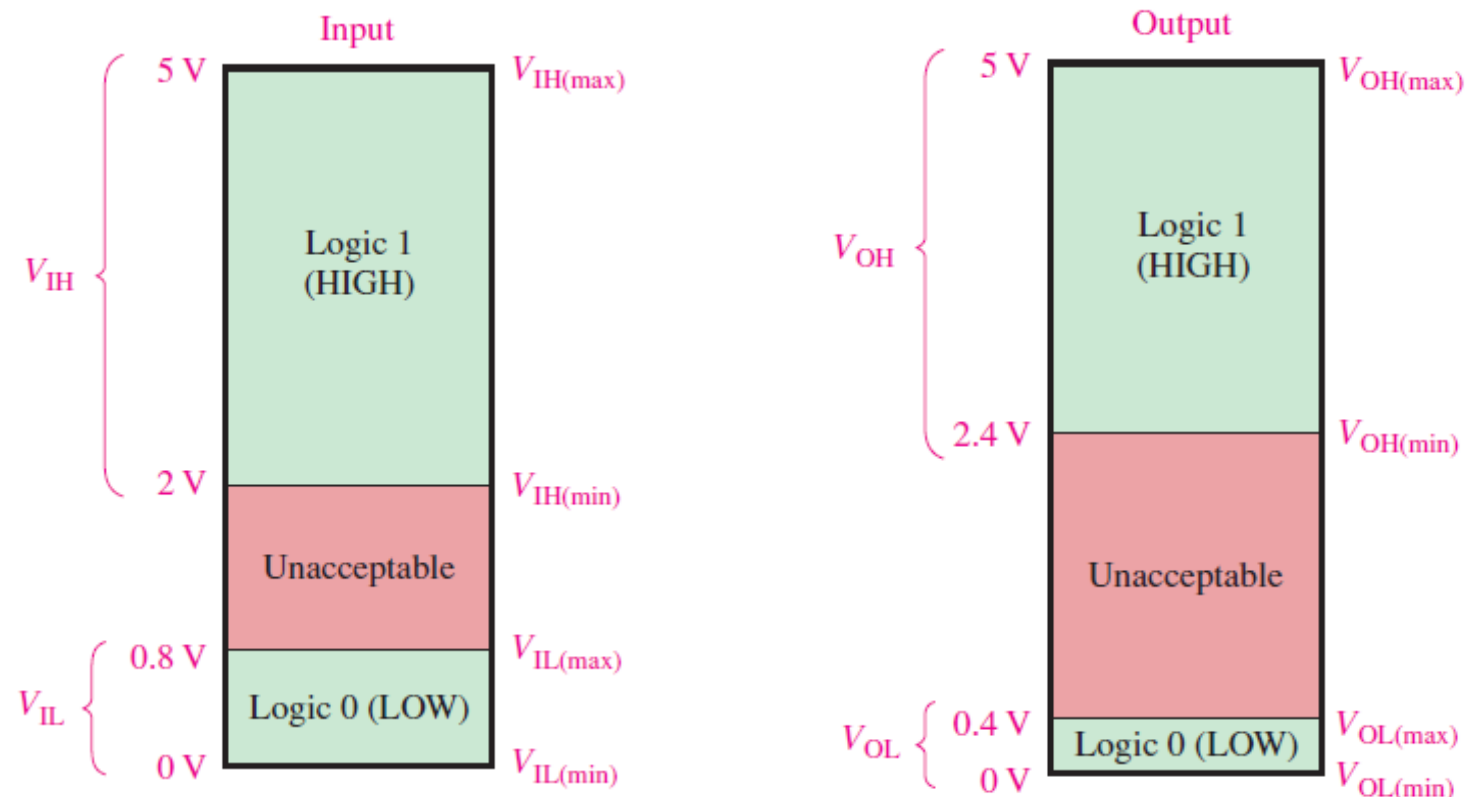 Input
5 V
V_IH(max)
Logic 1
(HIGH)
V_IH
2 V
V_IH(min)
Unacceptable
0.8 V
V_IL(max)
V_IL
Logic 0 (LOW)
0 V
V_IL(min)
Output
5 V
V_OH(max)
Logic 1
(HIGH)
V_OH
2.4 V
V_OH(min)
Unacceptable
0.4 V
V_OL(max)
V_OL
Logic 0 (LOW)
0 V
V_OL(min)